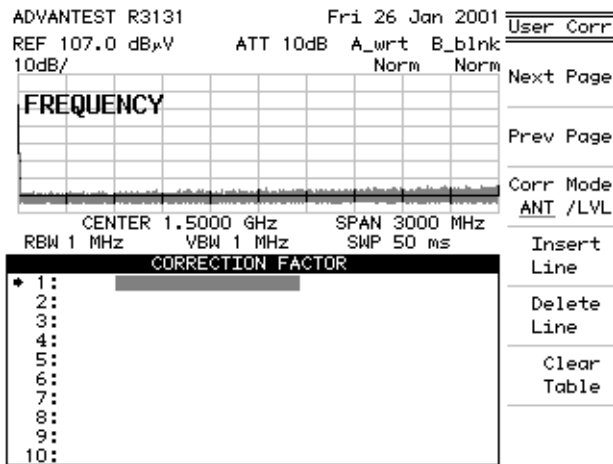 ADVANTEST R3131 Fri 26 Jan 2001
REF 107.0 dBμV ATT 10dB A_wrt B_blnk
10dB/ Norm Norm
FREQUENCY
CENTER 1.5000 GHz SPAN 3000 MHz
RBW 1 MHz VBW 1 MHz SWP 50 ms
CORRECTION FACTOR
1:
2:
3:
4:
5:
6:
7:
8:
9:
10:
User Corr
Next Page
Prev Page
Corr Mode
ANT /LVL
Insert
Line
Delete
Line
Clear
Table